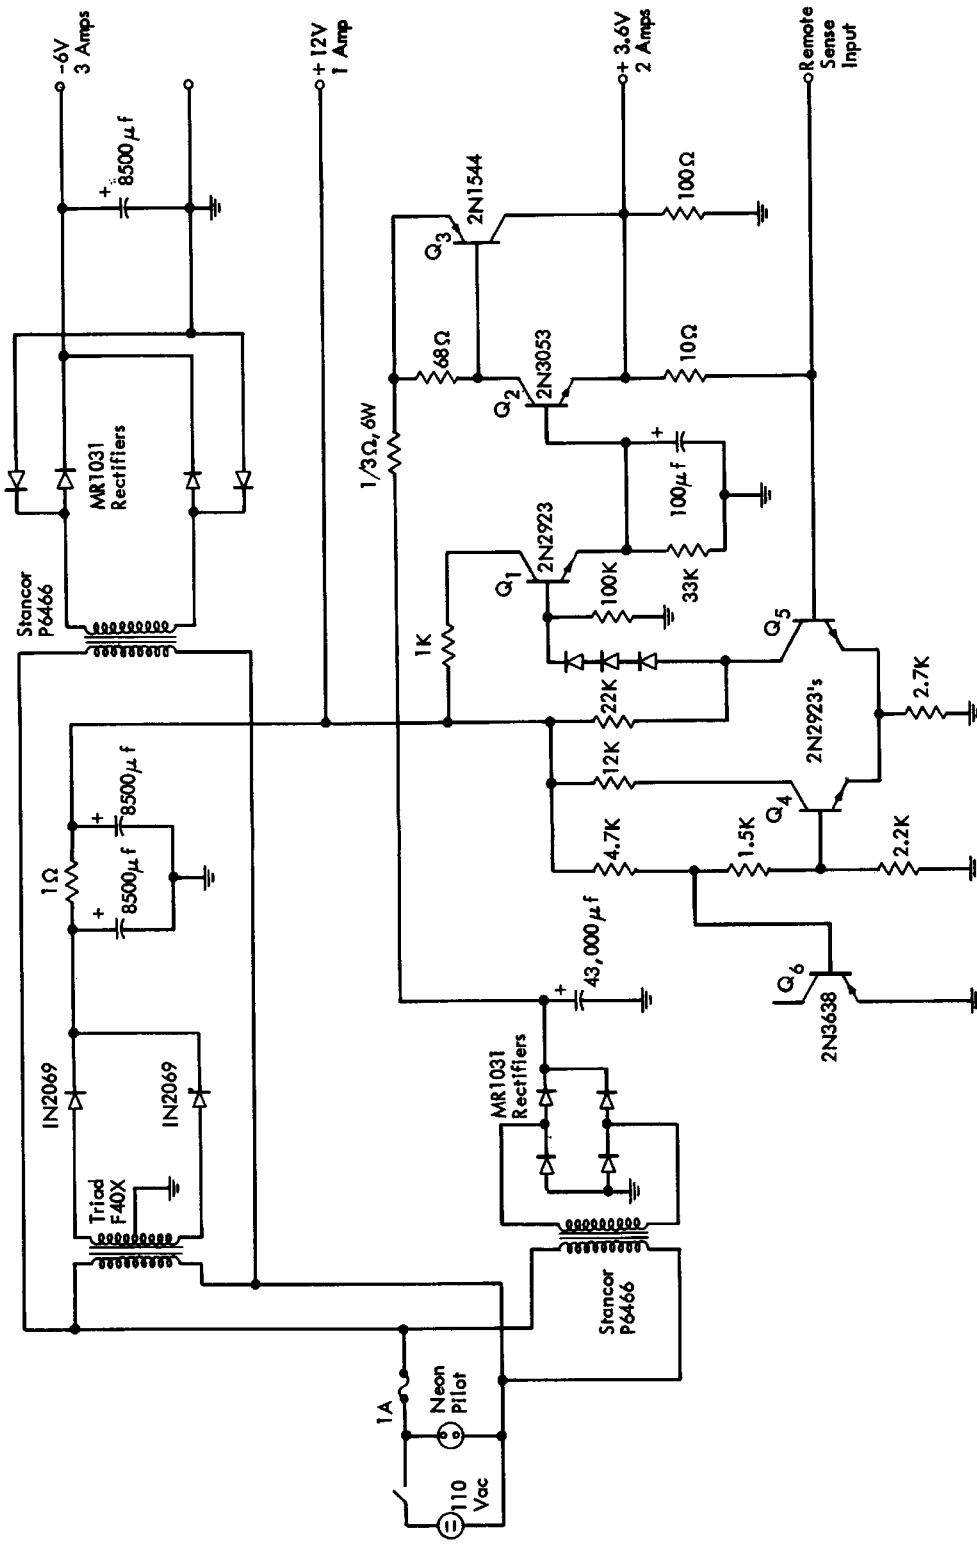 110
Vac
1A
Neon
Pilot
Triad
F40X
IN2069
IN2069
1Ω
+
8500μf
+
8500μf
Stancor
P6466
MR1031
Rectifiers
+
8500μf
-6V
3 Amps
+12V
1 Amp
Stancor
P6466
MR1031
Rectifiers
+
43,000μf
1/3Ω, 6W
1K
Q1
2N2923
100K
33K
+
100μf
68Ω
Q2
2N3053
Q3
2N1544
10Ω
100Ω
+ 3.6V
2 Amps
Q6
2N3638
4.7K
12K
22K
1.5K
2.2K
Q4
2N2923's
Q5
2.7K
Remote
Sense
Input